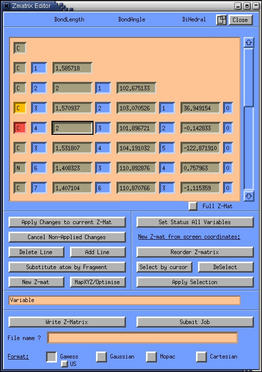 Zmatrix Editor
BondLength BondAngle DiHedral Close
C
C 1 1,585718
C 2 2 1 102,675133
C 3 1,570937 2 103,070526 1 36,949154 0
C 4 2 3 101,896721 2 -0,142833 0
C 3 1,531807 4 104,191032 5 -122,871910 0
N 6 1,408323 3 110,892876 4 0,757963 0
C 7 1,407104 6 110,870766 3 -1,115359 0
Full Z-Mat
Apply Changes to current Z-Mat Set Status All Variables
Cancel Non-Applied Changes New Z-mat from screen coordinates:
Delete Line Add Line Reorder Z-matrix
Substitute atom by Fragment Select by cursor DeSelect
New Z-mat MapXYZ/Optimise Apply Selection
Variable
Write Z-Matrix Submit Job
File name ?
Format: Gamess Gaussian Mopac Cartesian
US